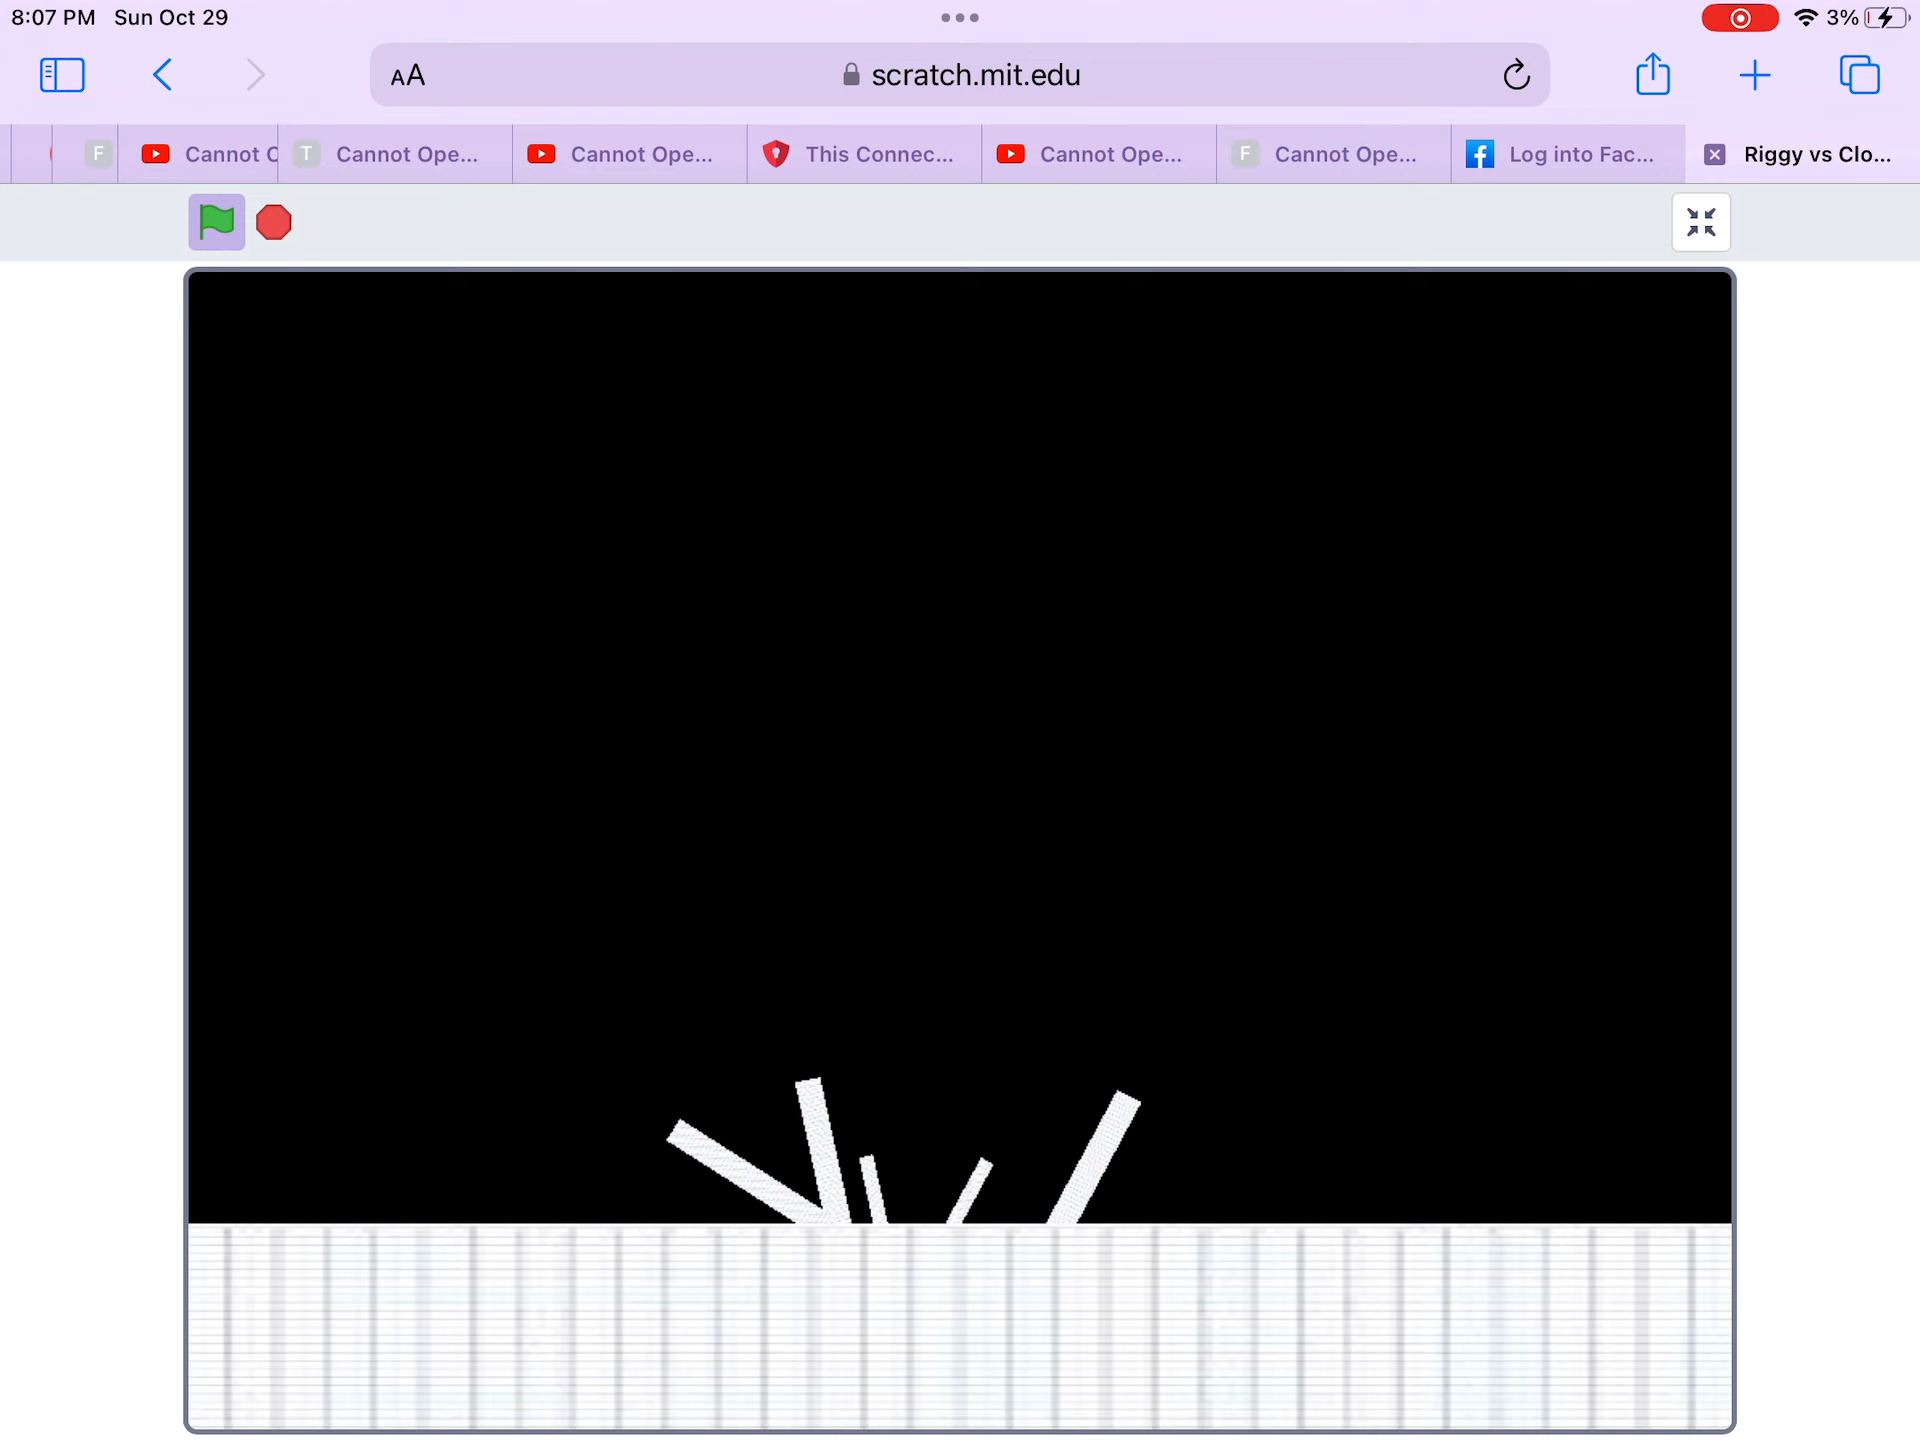 8:07 PM Sun Oct 29
3%
AA
scratch.mit.edu
F
Cannot C
T
Cannot Ope...
Cannot Ope...
This Connec...
Cannot Ope...
F
Cannot Ope...
Log into Fac...
Riggy vs Clo...